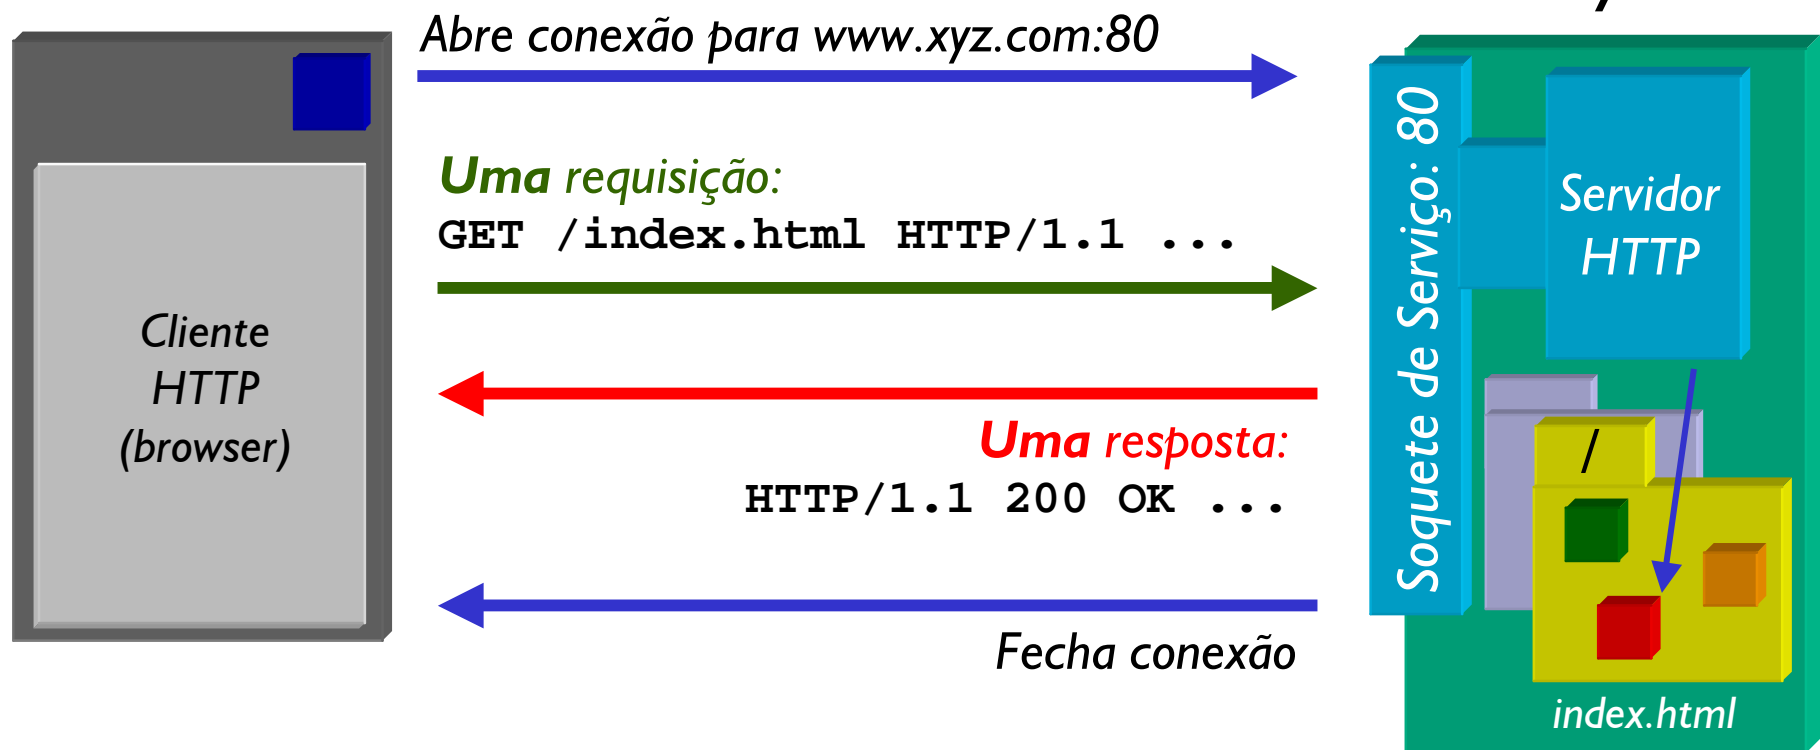 Abre conexão para www.xyz.com:80
Uma requisição:
GET /index.html HTTP/1.1 ...
Cliente
HTTP
(browser)
Uma resposta:
HTTP/1.1 200 OK ...
Fecha conexão
Soquete de Serviço: 80
Servidor
HTTP
/
index.html